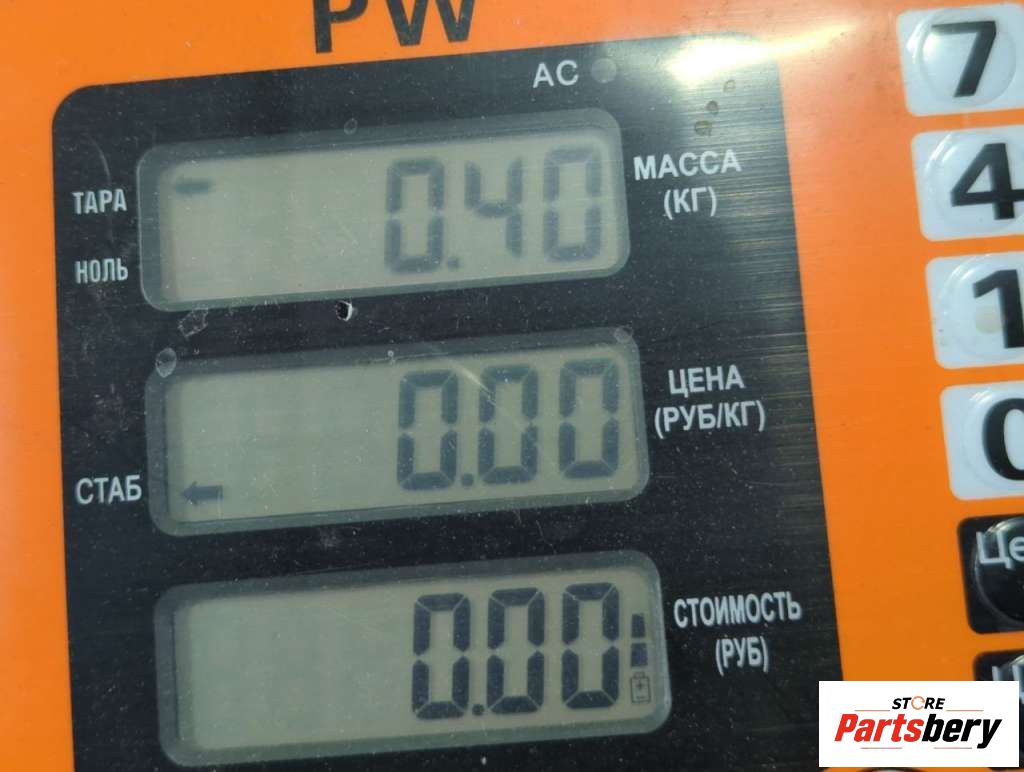 PW
AC
7
ТАРА
0.40
МАССА
(КГ)
4
НОЛЬ
1
ЦЕНА
(РУБ/КГ)
0.00
0
СТАБ
СТОИМОСТЬ
(РУБ)
0.00
STORE
Partsbery